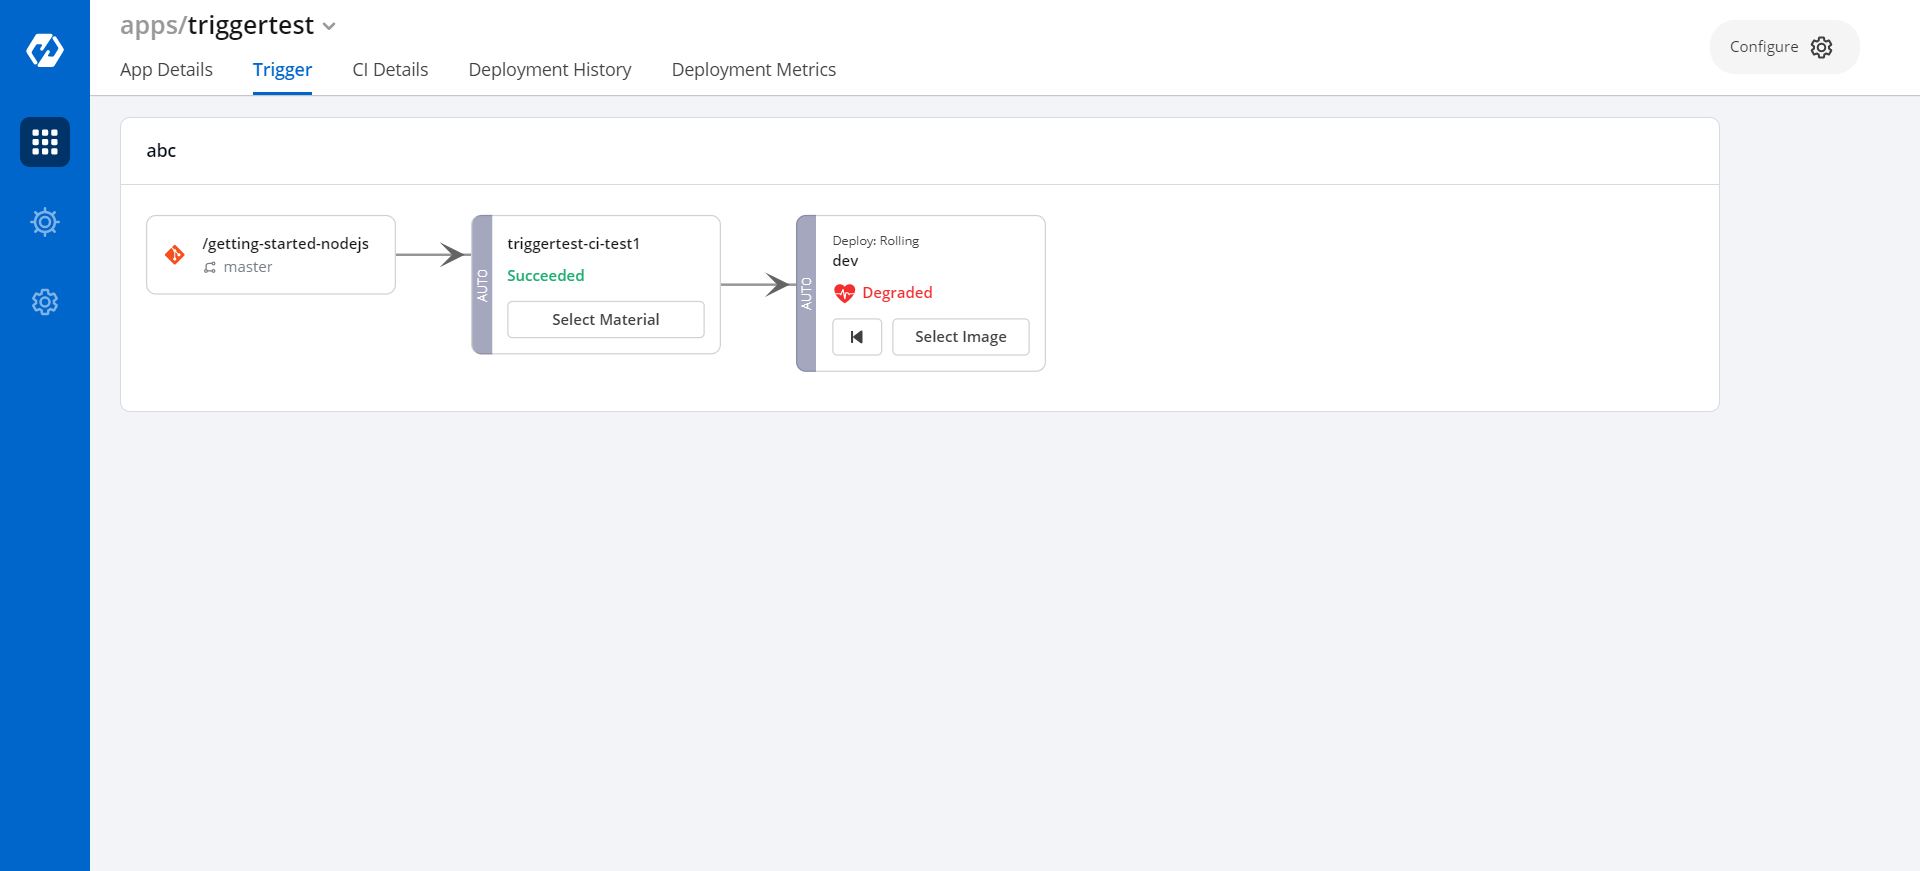 apps/triggertest
App Details Trigger CI Details Deployment History Deployment Metrics
Configure
abc
/getting-started-nodejs
master
AUTO
triggertest-ci-test1
Succeeded
Select Material
AUTO
Deploy: Rolling
dev
Degraded
Select Image